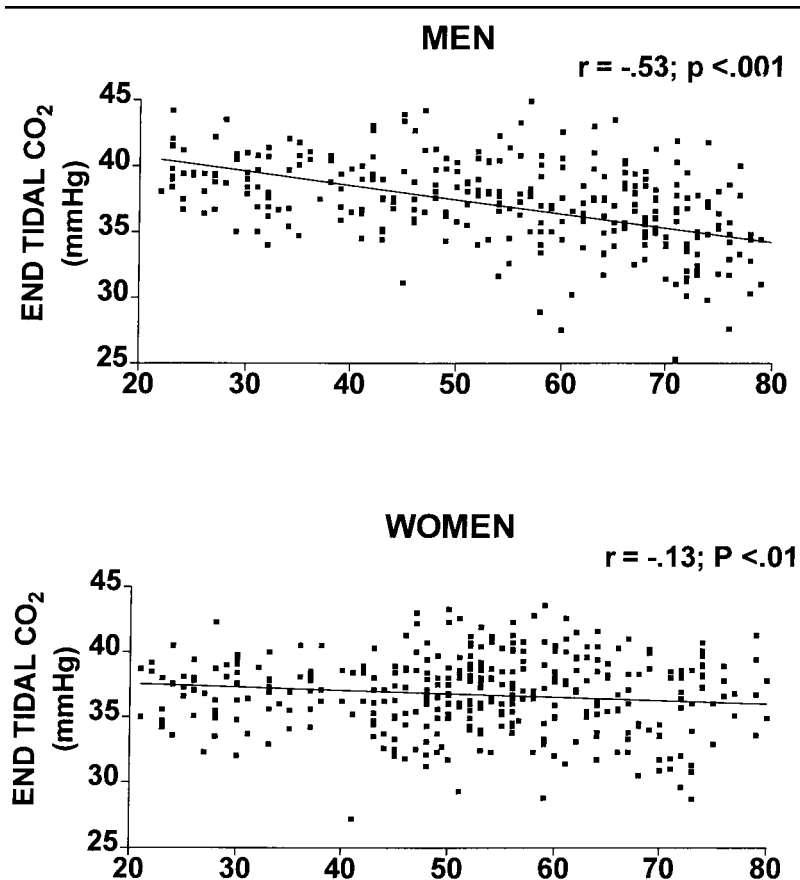 MEN
r = -.53; p <.001
END TIDAL CO2
(mmHg)
45
40
35
30
25
20 30 40 50 60 70 80
WOMEN
r = -.13; P <.01
END TIDAL CO2
(mmHg)
45
40
35
30
25
20 30 40 50 60 70 80